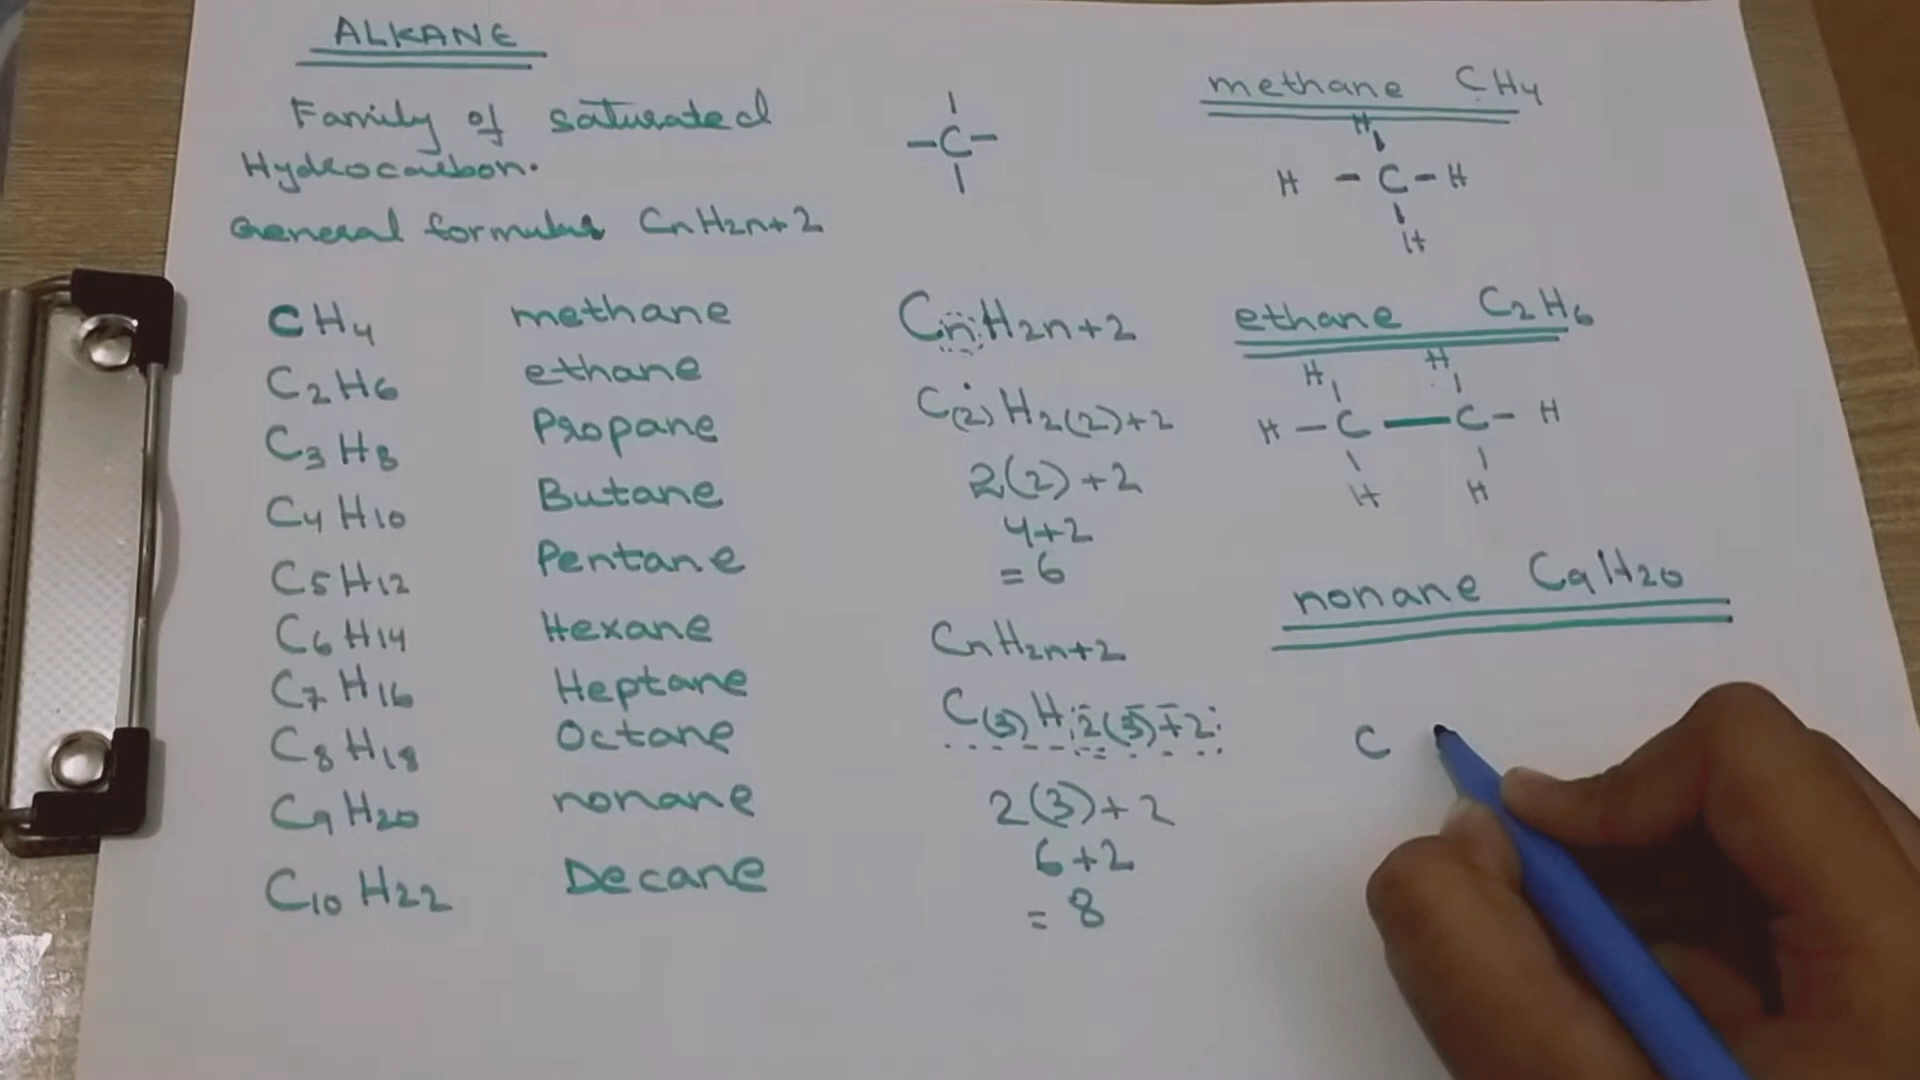 ALKANE
Family of saturated
Hydrocarbon.
General formula CnH2n+2
CH4 methane
C2H6 ethane
C3H8 Propane
C4H10 Butane
C5H12 Pentane
C6H14 Hexane
C7H16 Heptane
C8H18 Octane
C9H20 nonane
C10H22 Decane
C
CnH2n+2
C(2)H2(2)+2
2(2)+2
4+2
=6
CnH2n+2
C(3)H2(3)+2
2(3)+2
6+2
= 8
methane CH4
H
H - C - H
H
ethane C2H6
H H
H - C - C - H
H H
nonane C9H20
C